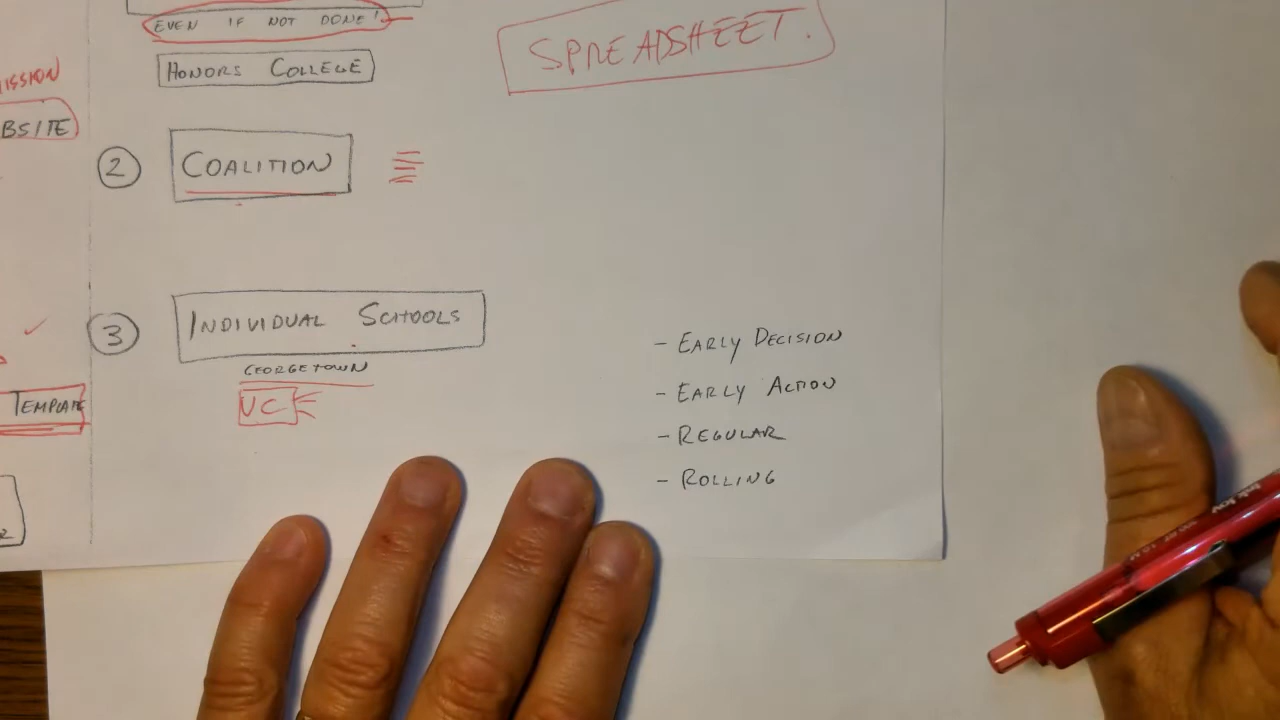 EVEN IF NOT DONE!
HONORS COLLEGE
SPREADSHEET.
BSITE
2
COALITION
3
INDIVIDUAL SCHOOLS
GEORGETOWN
UC
TEMPLATE
- EARLY DECISION
- EARLY ACTION
- REGULAR
- ROLLING
InkJoy